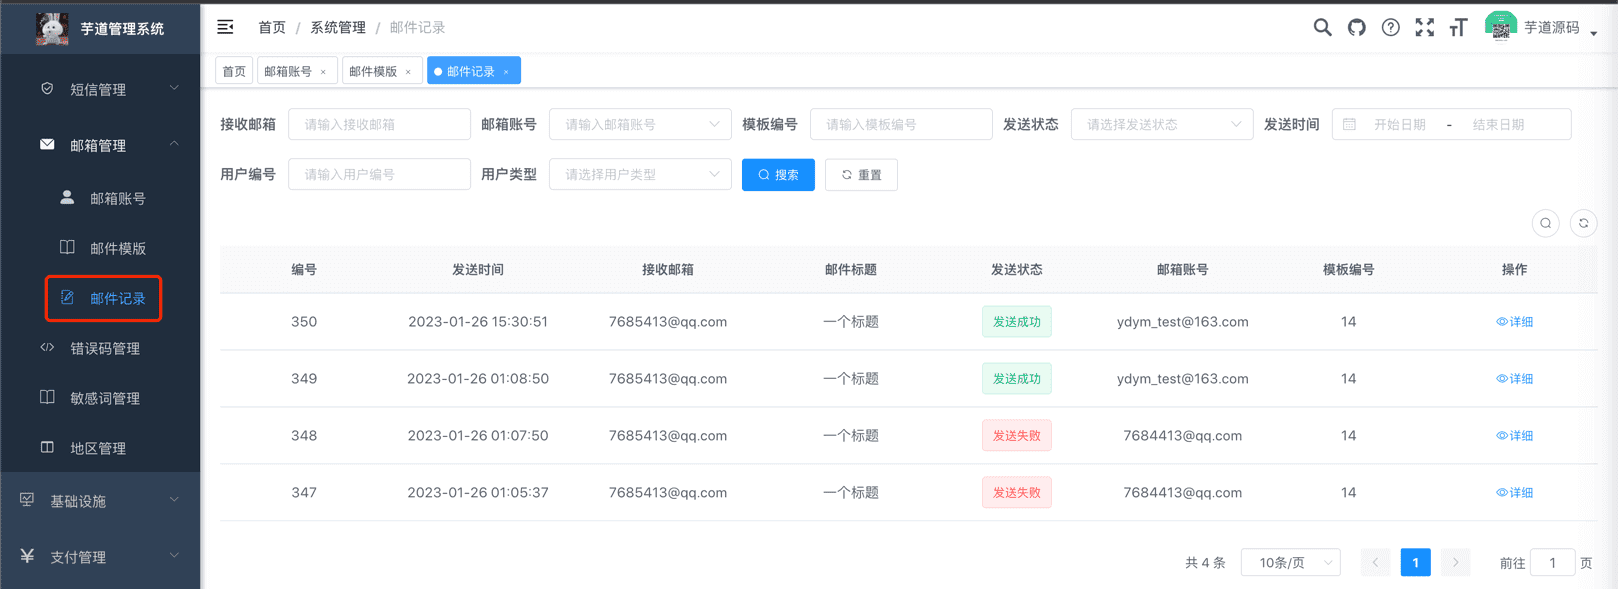 芋道管理系统
首页 / 系统管理 / 邮件记录
芋道源码
首页 邮箱账号 × 邮件模版 × 邮件记录 ×
短信管理
邮箱管理
邮箱账号
邮件模版
邮件记录
错误码管理
敏感词管理
地区管理
基础设施
支付管理
接收邮箱 请输入接收邮箱 邮箱账号 请输入邮箱账号 模板编号 请输入模板编号 发送状态 请选择发送状态 发送时间 开始日期 - 结束日期
用户编号 请输入用户编号 用户类型 请选择用户类型 搜索 重置
编号 发送时间 接收邮箱 邮件标题 发送状态 邮箱账号 模板编号 操作
350 2023-01-26 15:30:51 7685413@qq.com 一个标题 发送成功 ydym_test@163.com 14 详细
349 2023-01-26 01:08:50 7685413@qq.com 一个标题 发送成功 ydym_test@163.com 14 详细
348 2023-01-26 01:07:50 7685413@qq.com 一个标题 发送失败 7684413@qq.com 14 详细
347 2023-01-26 01:05:37 7685413@qq.com 一个标题 发送失败 7684413@qq.com 14 详细
共 4 条 10条/页 1 前往 1 页